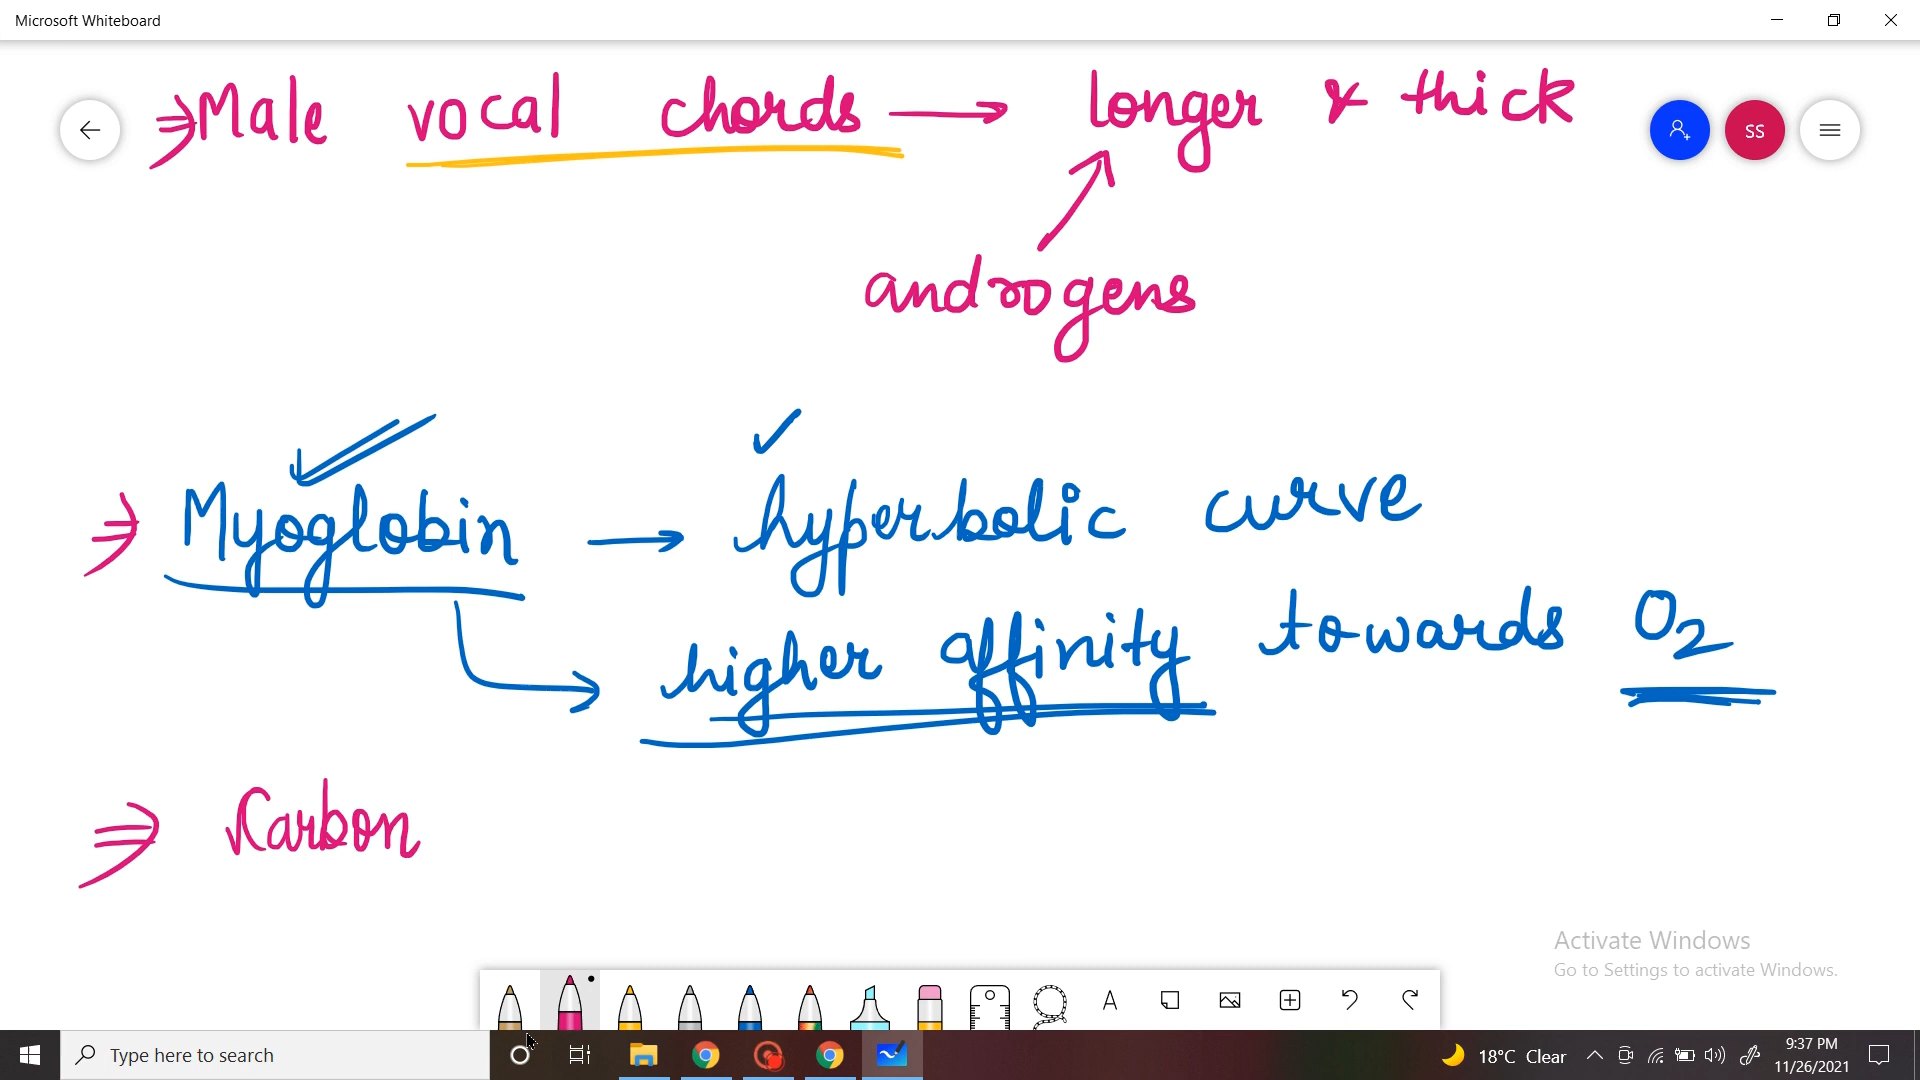 Microsoft Whiteboard
⇒ Male vocal chords → longer & thick
SS
androgens
⇒ Myoglobin → hyperbolic curve
higher affinity towards O2
⇒ Carbon
Activate Windows
Go to Settings to activate Windows.
A
Type here to search
18°C Clear
9:37 PM
11/26/2021